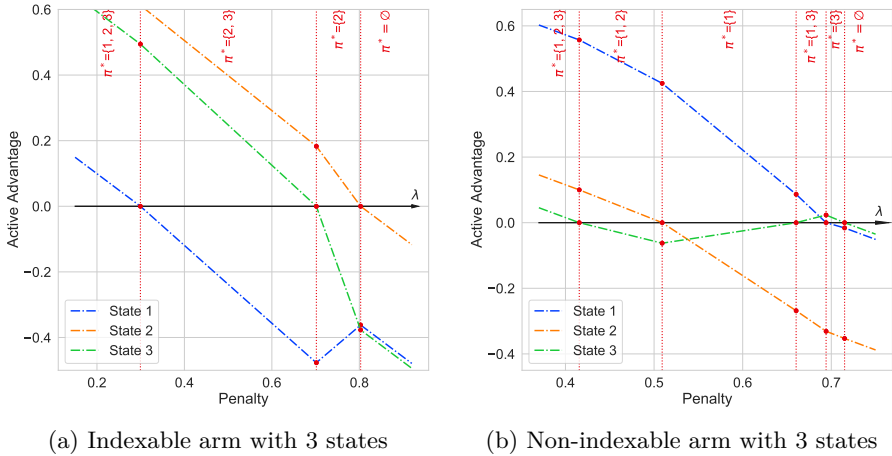 π*={1, 2, 3}
π*={2, 3}
π*={2}
π*=∅
0.6
0.4
0.2
0.0
−0.2
−0.4
Active Advantage
λ
State 1
State 2
State 3
0.2
0.4
0.6
0.8
Penalty
(a) Indexable arm with 3 states
π*={1, 2, 3}
π*={1, 2}
π*={1}
π*={1, 3}
π*={3}
π*=∅
0.6
0.4
0.2
0.0
−0.2
−0.4
Active Advantage
λ
State 1
State 2
State 3
0.4
0.5
0.6
0.7
Penalty
(b) Non-indexable arm with 3 states